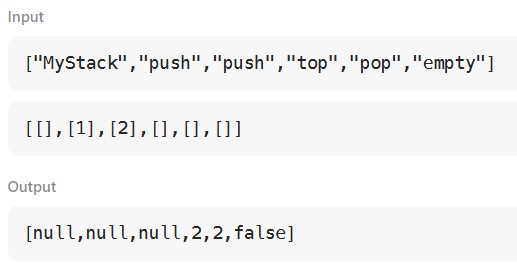 Input
["MyStack","push","push","top","pop","empty"]
[[],[1],[2],[],[],[]]
Output
[null,null,null,2,2,false]